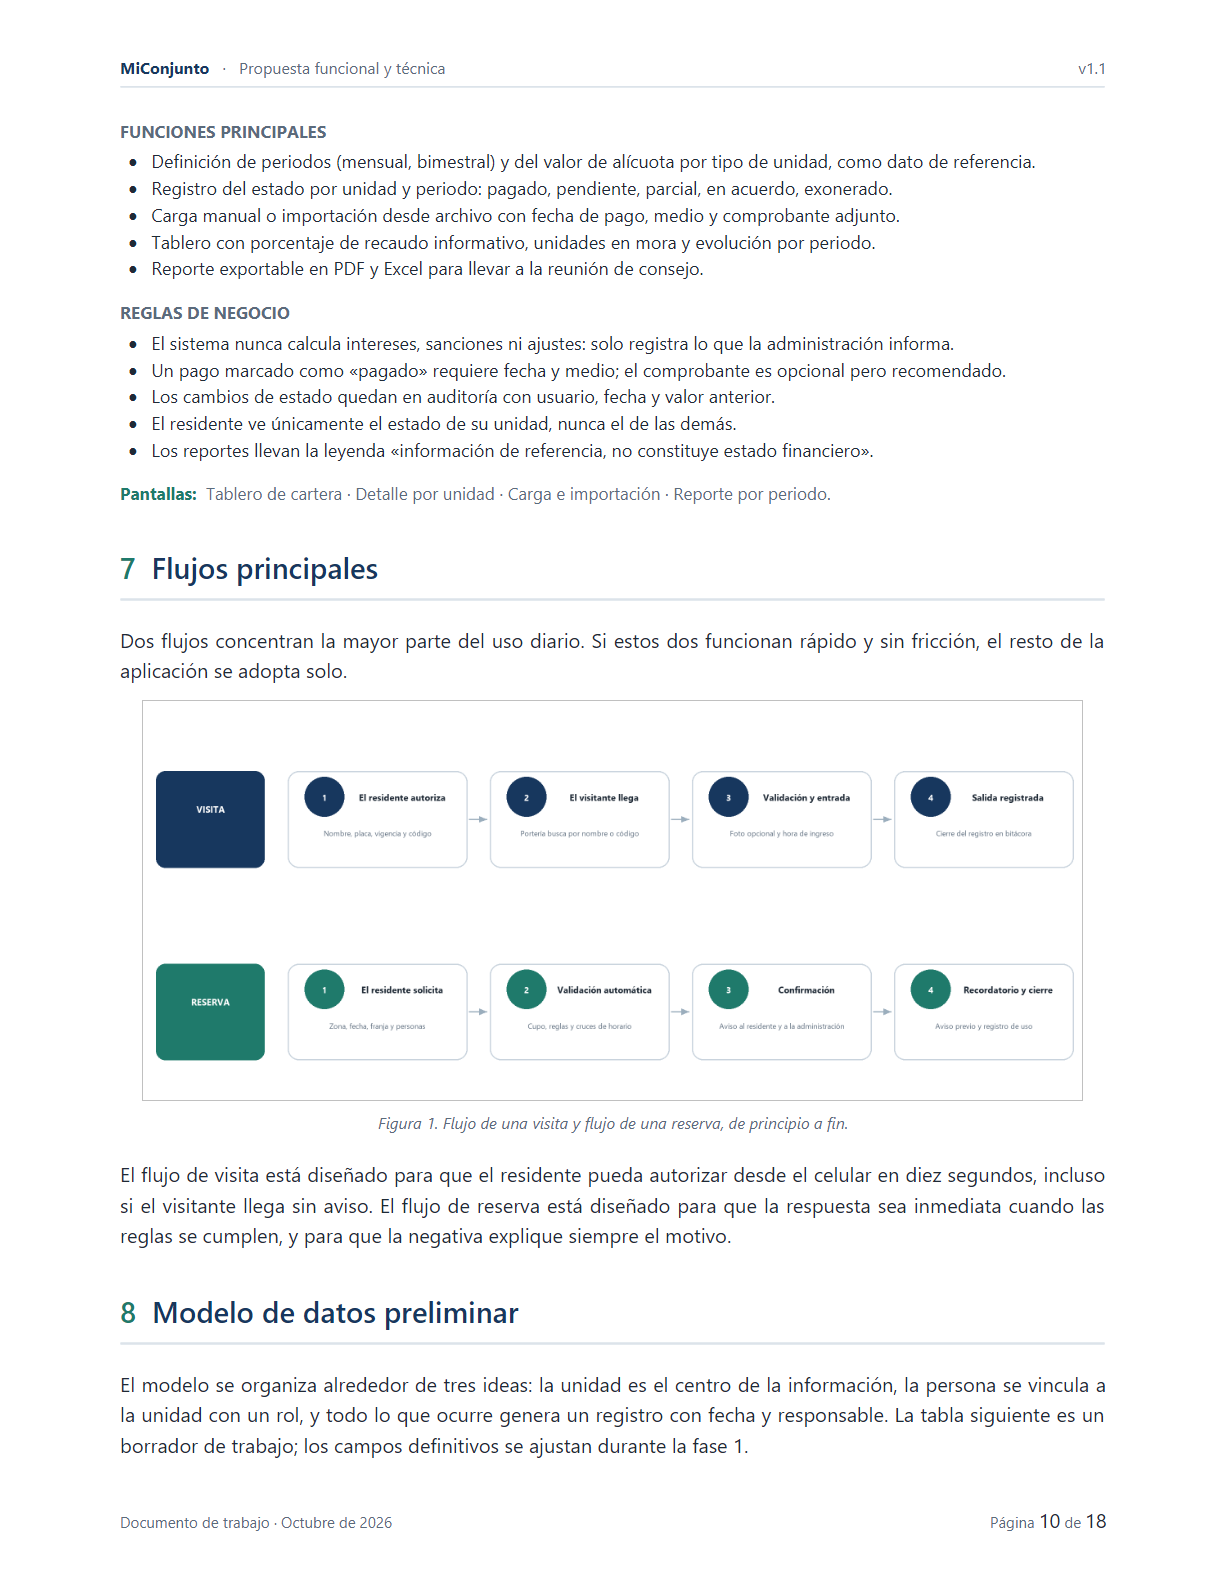 MiConjunto · Propuesta funcional y técnica v1.1
FUNCIONES PRINCIPALES
• Definición de periodos (mensual, bimestral) y del valor de alícuota por tipo de unidad, como dato de referencia.
• Registro del estado por unidad y periodo: pagado, pendiente, parcial, en acuerdo, exonerado.
• Carga manual o importación desde archivo con fecha de pago, medio y comprobante adjunto.
• Tablero con porcentaje de recaudo informativo, unidades en mora y evolución por periodo.
• Reporte exportable en PDF y Excel para llevar a la reunión de consejo.
REGLAS DE NEGOCIO
• El sistema nunca calcula intereses, sanciones ni ajustes: solo registra lo que la administración informa.
• Un pago marcado como «pagado» requiere fecha y medio; el comprobante es opcional pero recomendado.
• Los cambios de estado quedan en auditoría con usuario, fecha y valor anterior.
• El residente ve únicamente el estado de su unidad, nunca el de las demás.
• Los reportes llevan la leyenda «información de referencia, no constituye estado financiero».
Pantallas: Tablero de cartera · Detalle por unidad · Carga e importación · Reporte por periodo.
7 Flujos principales
Dos flujos concentran la mayor parte del uso diario. Si estos dos funcionan rápido y sin fricción, el resto de la
aplicación se adopta solo.
VISITA
1 El residente autoriza
Nombre, placa, vigencia y código
2 El visitante llega
Portería busca por nombre o código
3 Validación y entrada
Foto opcional y hora de ingreso
4 Salida registrada
Cierre del registro en bitácora
RESERVA
1 El residente solicita
Zona, fecha, franja y personas
2 Validación automática
Cupo, reglas y cruces de horario
3 Confirmación
Aviso al residente y a la administración
4 Recordatorio y cierre
Aviso previo y registro de uso
Figura 1. Flujo de una visita y flujo de una reserva, de principio a fin.
El flujo de visita está diseñado para que el residente pueda autorizar desde el celular en diez segundos, incluso
si el visitante llega sin aviso. El flujo de reserva está diseñado para que la respuesta sea inmediata cuando las
reglas se cumplen, y para que la negativa explique siempre el motivo.
8 Modelo de datos preliminar
El modelo se organiza alrededor de tres ideas: la unidad es el centro de la información, la persona se vincula a
la unidad con un rol, y todo lo que ocurre genera un registro con fecha y responsable. La tabla siguiente es un
borrador de trabajo; los campos definitivos se ajustan durante la fase 1.
Documento de trabajo · Octubre de 2026 Página 10 de 18